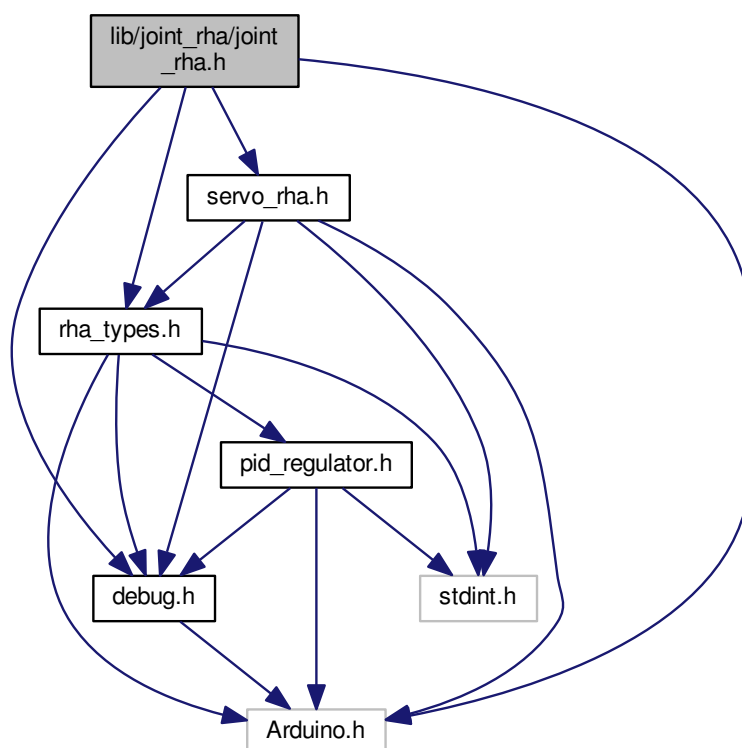 lib/joint_rha/joint
_rha.h
servo_rha.h
rha_types.h
pid_regulator.h
debug.h
stdint.h
Arduino.h